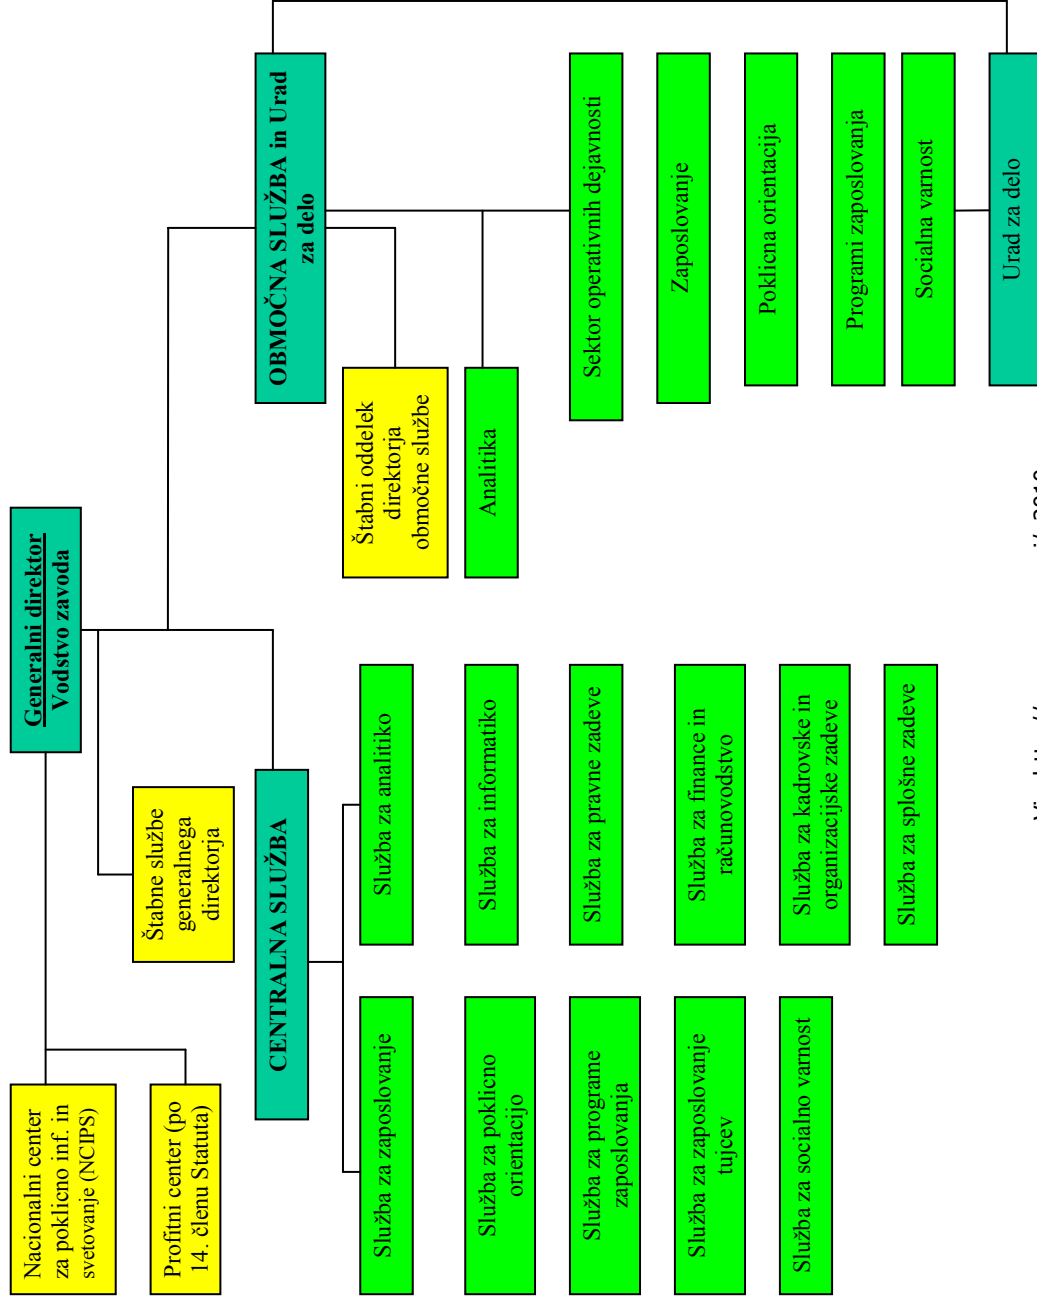 Generalni direktor
Vodstvo zavoda
Nacionalni center
za poklicno inf. in
svetovanje (NCIPS)
Profitni center (po
14. členu Statuta)
Štabne službe
generalnega
direktorja
CENTRALNA SLUŽBA
OBMOČNA SLUŽBA in Urad
za delo
Služba za zaposlovanje
Služba za poklicno
orientacijo
Služba za programe
zaposlovanja
Služba za zaposlovanje
tujcev
Služba za socialno varnost
Služba za analitiko
Služba za informatiko
Služba za pravne zadeve
Služba za finance in
računovodstvo
Služba za kadrovske in
organizacijske zadeve
Služba za splošne zadeve
Štabni oddelek
direktorja
območne službe
Analitika
Sektor operativnih dejavnosti
Zaposlovanje
Poklicna orientacija
Programi zaposlovanja
Socialna varnost
Urad za delo